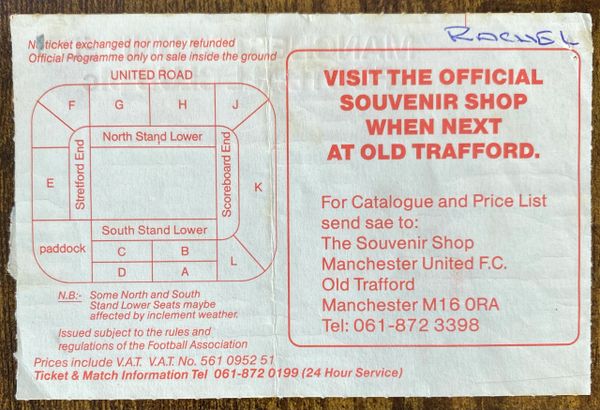 RACHEL
No ticket exchanged nor money refunded
Official Programme only on sale inside the ground
UNITED ROAD
F
G
H
J
North Stand Lower
Stretford End
Scoreboard End
E
K
South Stand Lower
paddock
C
B
D
A
L
N.B:- Some North and South
Stand Lower Seats maybe
affected by inclement weather.
Issued subject to the rules and
regulations of the Football Association
Prices include V.A.T. V.A.T. No. 561 0952 51
Ticket & Match Information Tel 061-872 0199 (24 Hour Service)
VISIT THE OFFICIAL
SOUVENIR SHOP
WHEN NEXT
AT OLD TRAFFORD.
For Catalogue and Price List
send sae to:
The Souvenir Shop
Manchester United F.C.
Old Trafford
Manchester M16 0RA
Tel: 061-872 3398